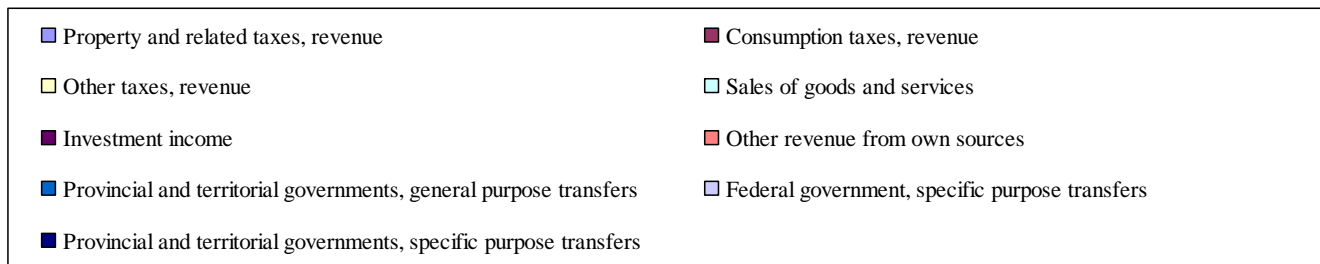 Property and related taxes, revenue
Consumption taxes, revenue
Other taxes, revenue
Sales of goods and services
Investment income
Other revenue from own sources
Provincial and territorial governments, general purpose transfers
Federal government, specific purpose transfers
Provincial and territorial governments, specific purpose transfers